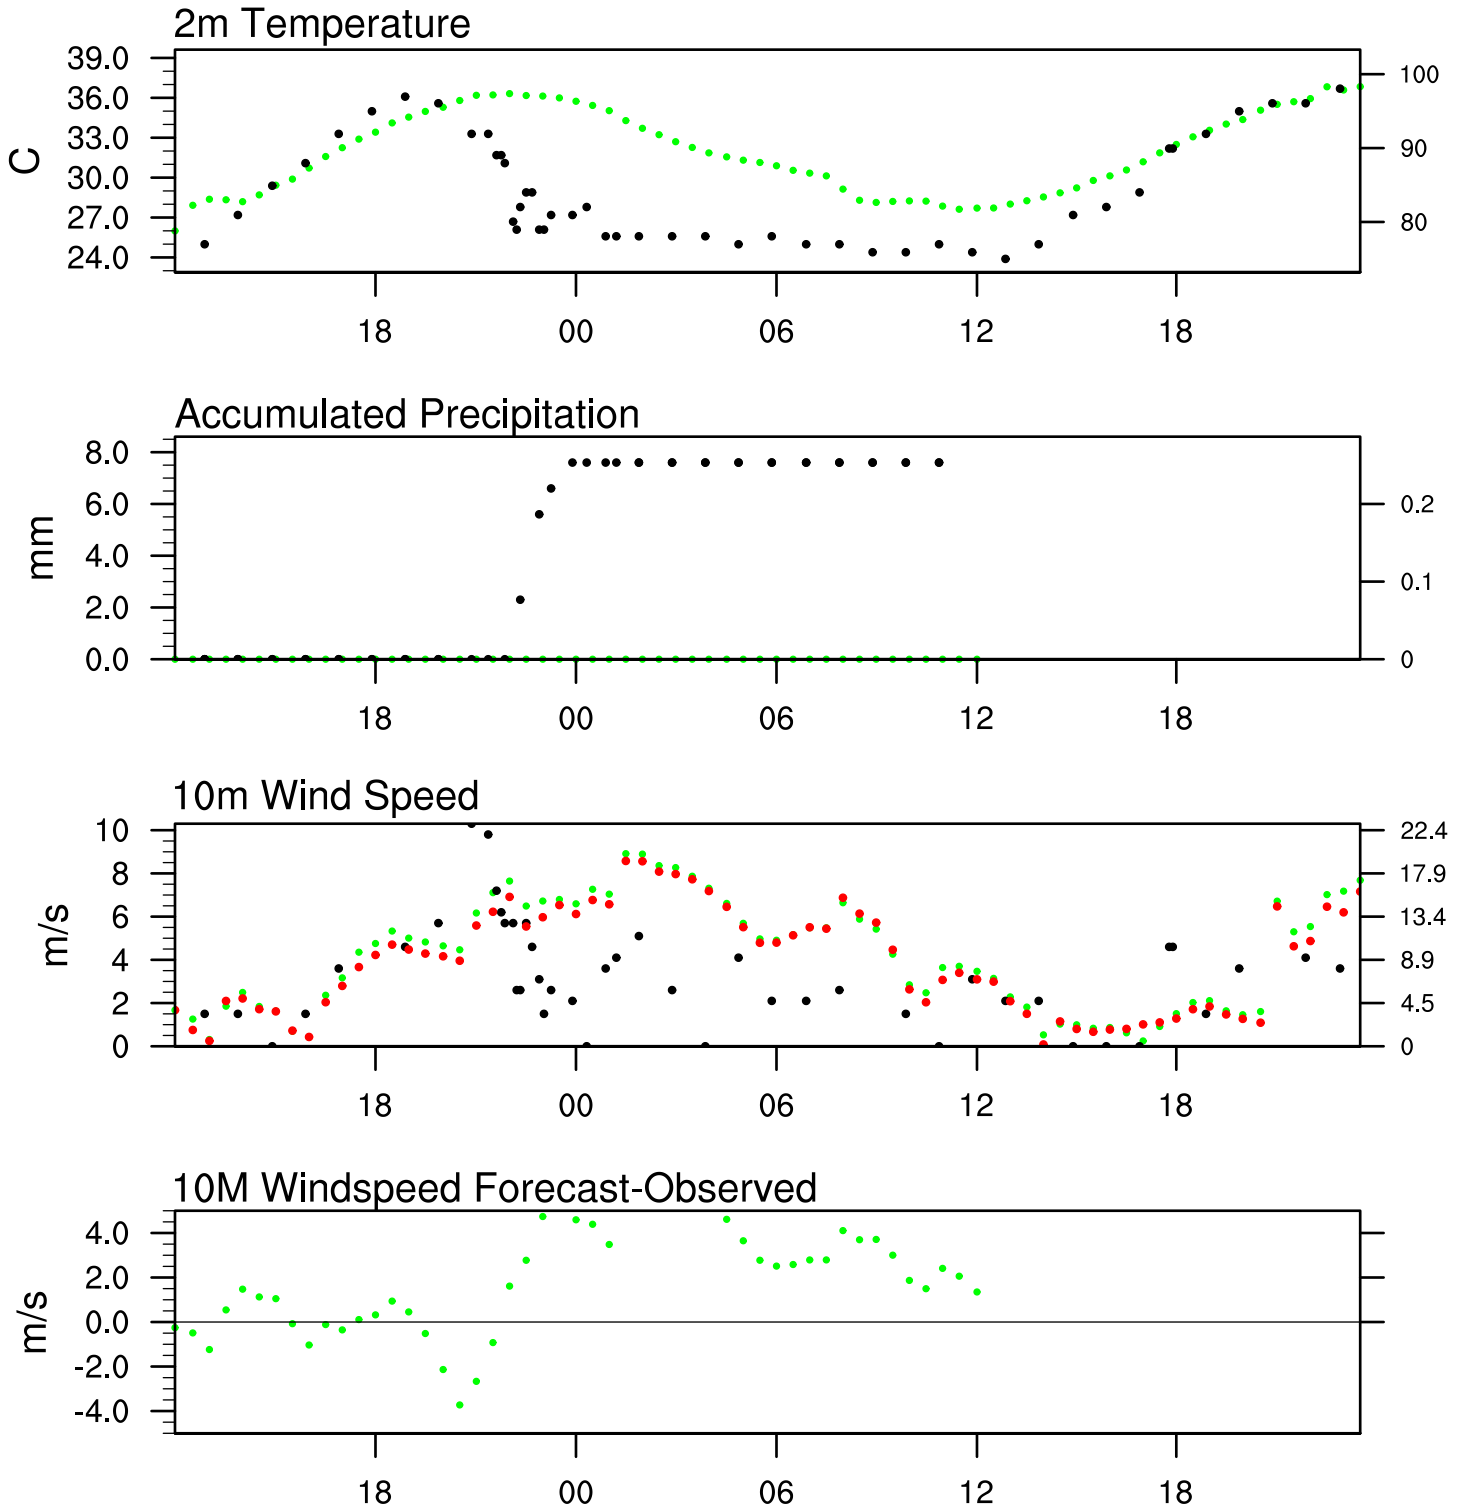 2m Temperature
39.0
36.0
33.0
30.0
27.0
24.0
C
100
90
80
18 00 06 12 18
Accumulated Precipitation
8.0
6.0
4.0
2.0
0.0
mm
0.2
0.1
0
18 00 06 12 18
10m Wind Speed
10
8
6
4
2
0
m/s
22.4
17.9
13.4
8.9
4.5
0
18 00 06 12 18
10M Windspeed Forecast-Observed
4.0
2.0
0.0
-2.0
-4.0
m/s
18 00 06 12 18